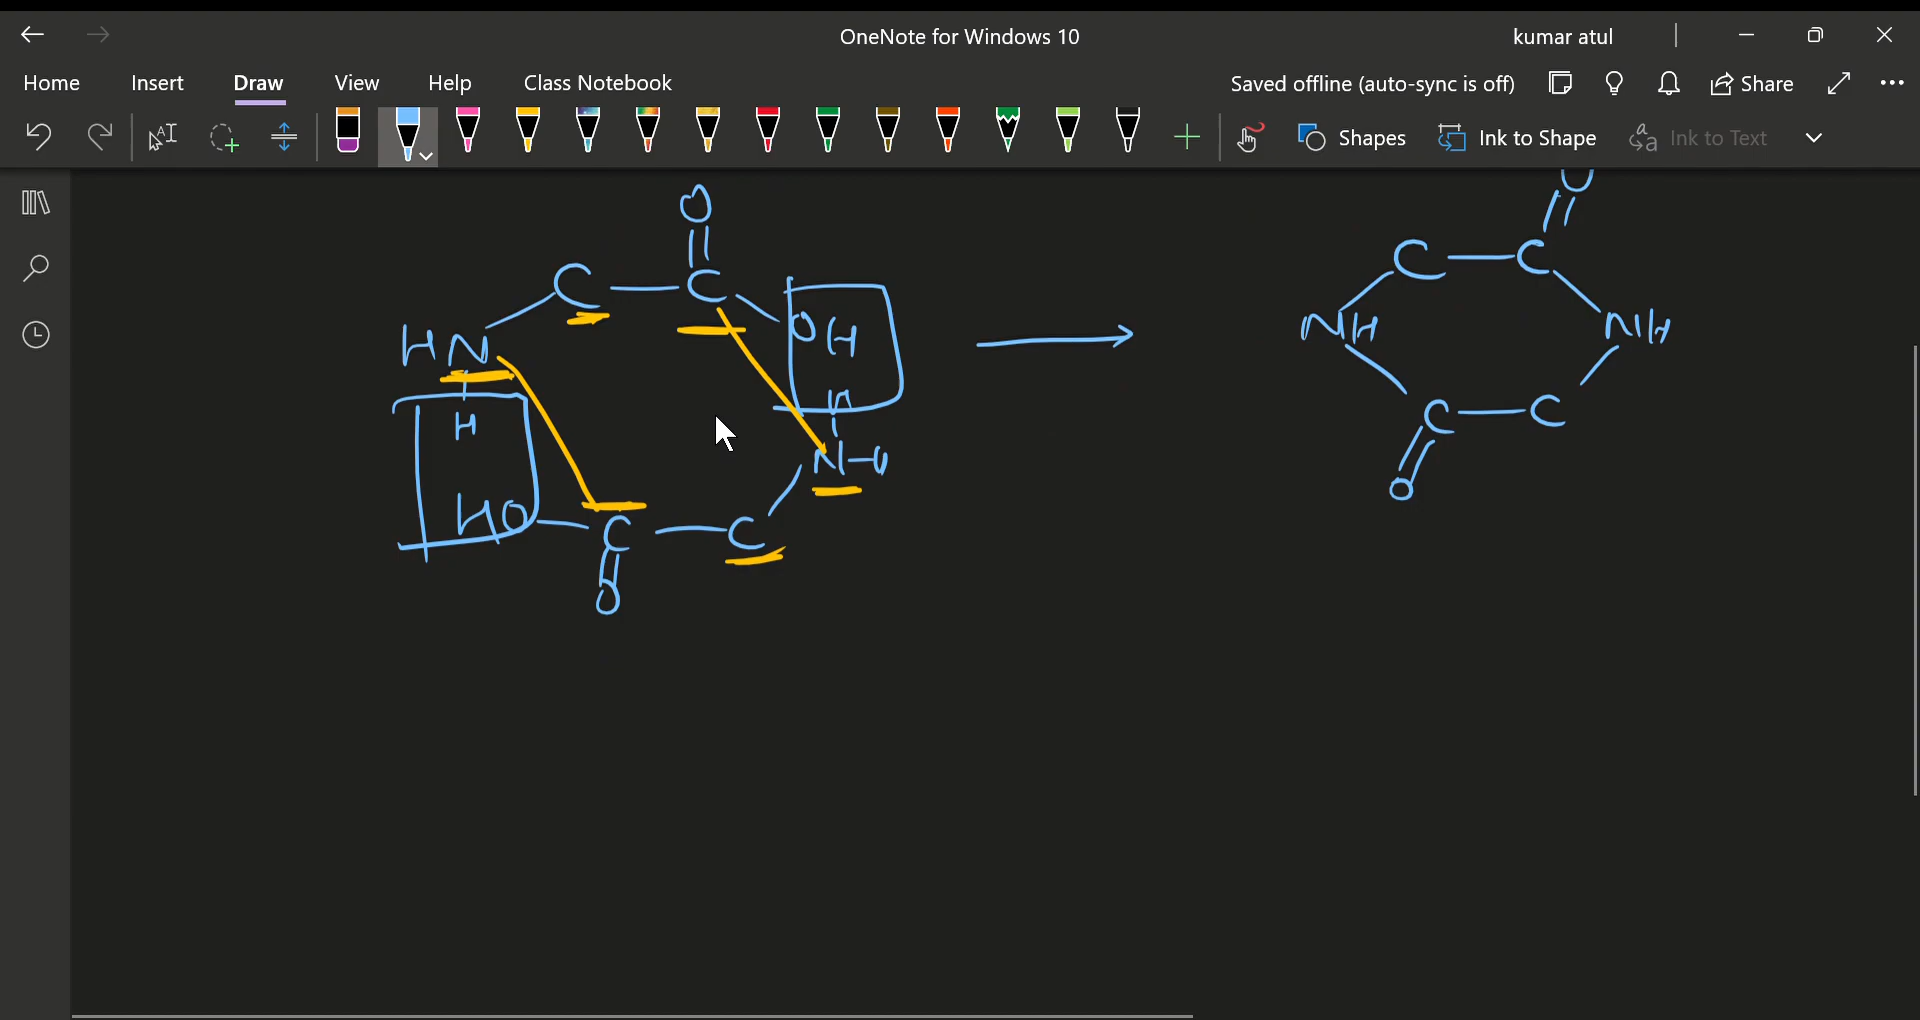 OneNote for Windows 10
kumar atul
Home Insert Draw View Help Class Notebook
Saved offline (auto-sync is off)
Share
Shapes
Ink to Shape
Ink to Text
O
C C OH
HN
H
H
N-
HO C C
O
C C
NH NH
C C
O